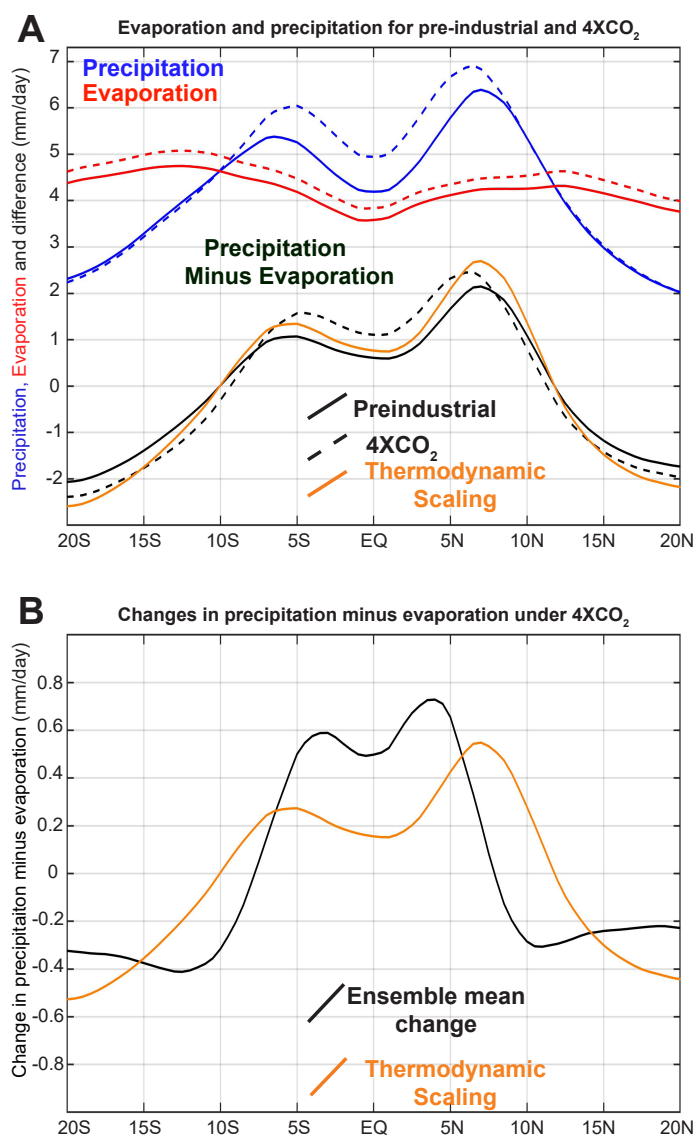 A
Evaporation and precipitation for pre-industrial and 4XCO₂
Precipitation, Evaporation and difference (mm/day)
7
6
5
4
3
2
1
0
-1
-2
Precipitation
Evaporation
Precipitation
Minus Evaporation
Preindustrial
4XCO₂
Thermodynamic
Scaling
20S 15S 10S 5S EQ 5N 10N 15N 20N
B
Changes in precipitation minus evaporation under 4XCO₂
Change in precipitaiton minus evaporation (mm/day)
0.8
0.6
0.4
0.2
0
-0.2
-0.4
-0.6
-0.8
Ensemble mean
change
Thermodynamic
Scaling
20S 15S 10S 5S EQ 5N 10N 15N 20N